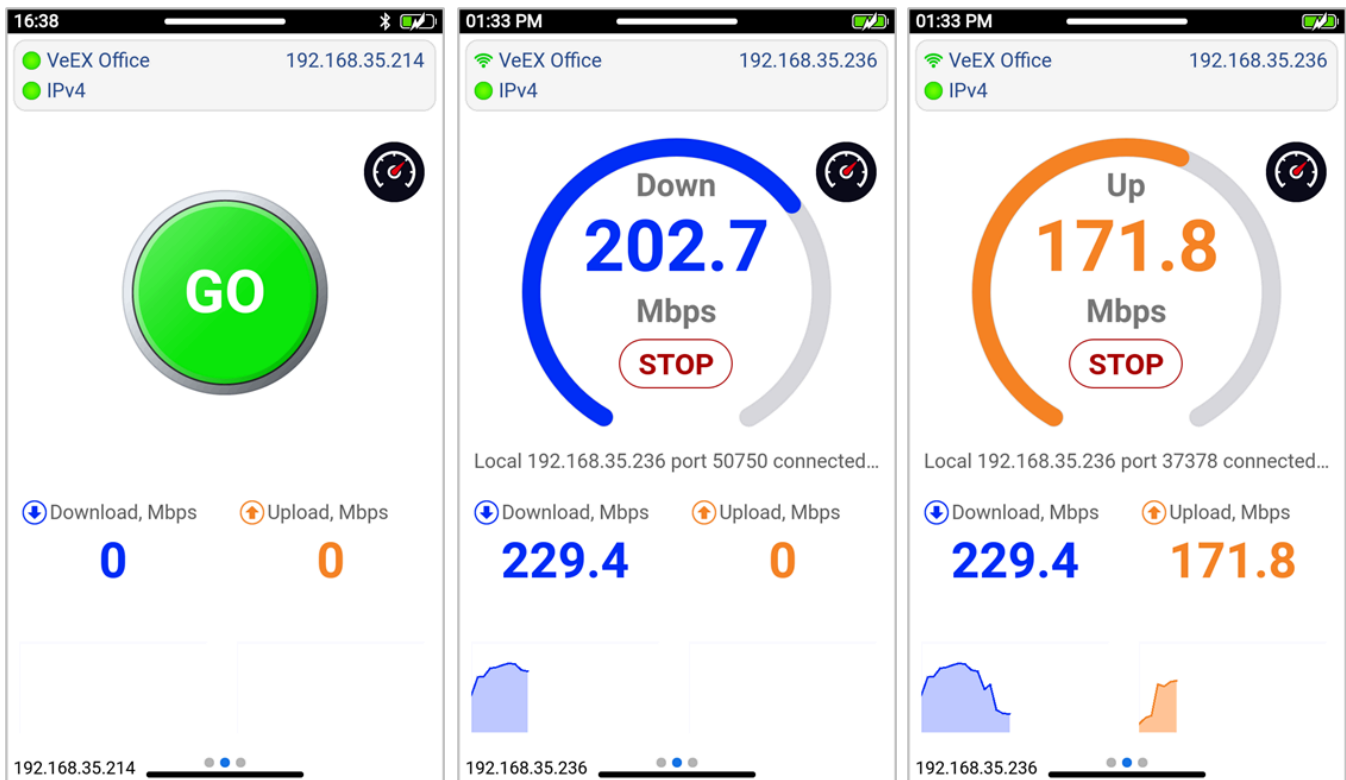 16:38
VeEX Office 192.168.35.214
IPv4
GO
Download, Mbps Upload, Mbps
0 0
192.168.35.214
01:33 PM
VeEX Office 192.168.35.236
IPv4
Down
202.7
Mbps
STOP
Local 192.168.35.236 port 50750 connected...
Download, Mbps Upload, Mbps
229.4 0
192.168.35.236
01:33 PM
VeEX Office 192.168.35.236
IPv4
Up
171.8
Mbps
STOP
Local 192.168.35.236 port 37378 connected...
Download, Mbps Upload, Mbps
229.4 171.8
192.168.35.236